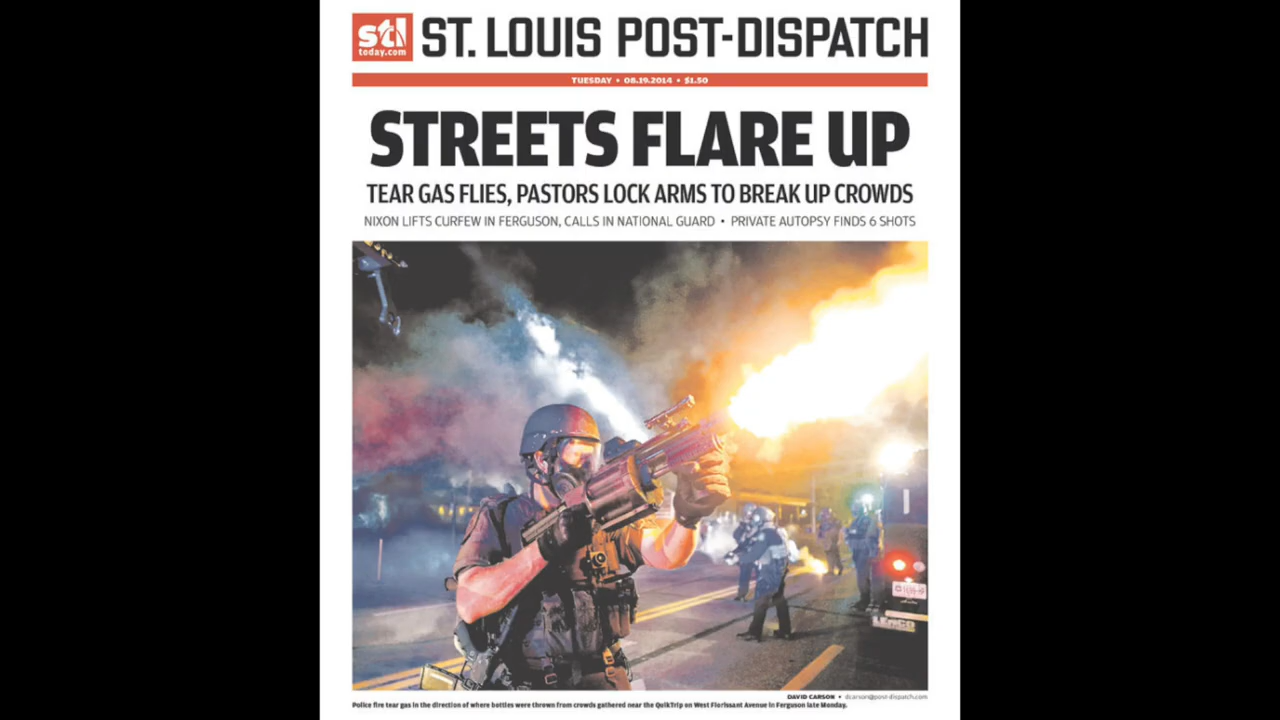 stl
today.com
ST. LOUIS POST-DISPATCH
TUESDAY • 08.19.2014 • $1.50
STREETS FLARE UP
TEAR GAS FLIES, PASTORS LOCK ARMS TO BREAK UP CROWDS
NIXON LIFTS CURFEW IN FERGUSON, CALLS IN NATIONAL GUARD • PRIVATE AUTOPSY FINDS 6 SHOTS
LENCO
DAVID CARSON • dcarson@post-dispatch.com
Police fire tear gas in the direction of where bottles were thrown from crowds gathered near the QuikTrip on West Florissant Avenue in Ferguson late Monday.